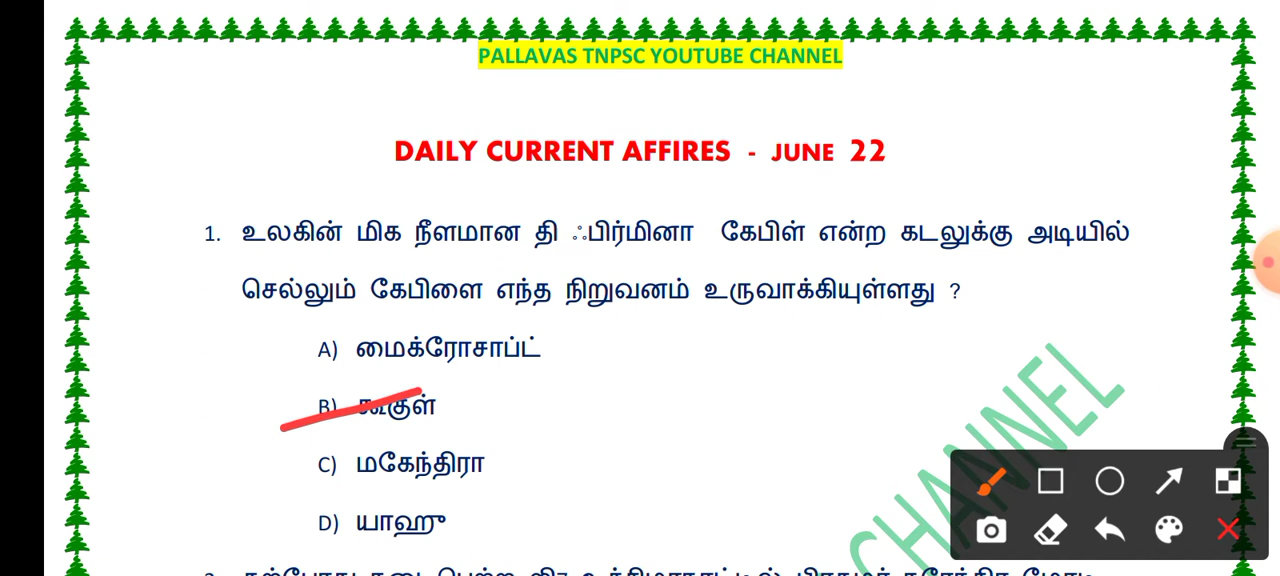 PALLAVAS TNPSC YOUTUBE CHANNEL
DAILY CURRENT AFFIRES - JUNE 22
1. உலகின் மிக நீளமான தி ஃபிர்மினா கேபிள் என்ற கடலுக்கு அடியில்
செல்லும் கேபிளை எந்த நிறுவனம் உருவாக்கியுள்ளது ?
A) மைக்ரோசாப்ட்
B) கூகுள்
C) மகேந்திரா
D) யாஹு
CHANNEL